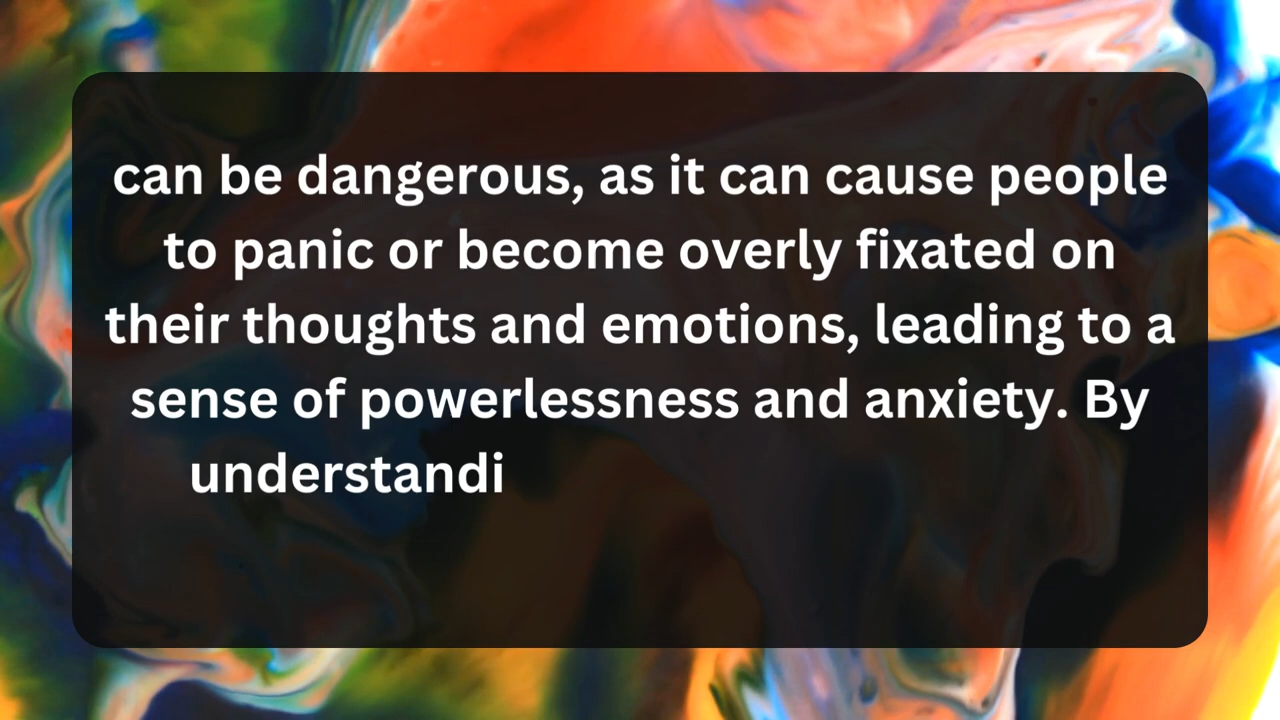 can be dangerous, as it can cause people
to panic or become overly fixated on
their thoughts and emotions, leading to a
sense of powerlessness and anxiety. By
understandi